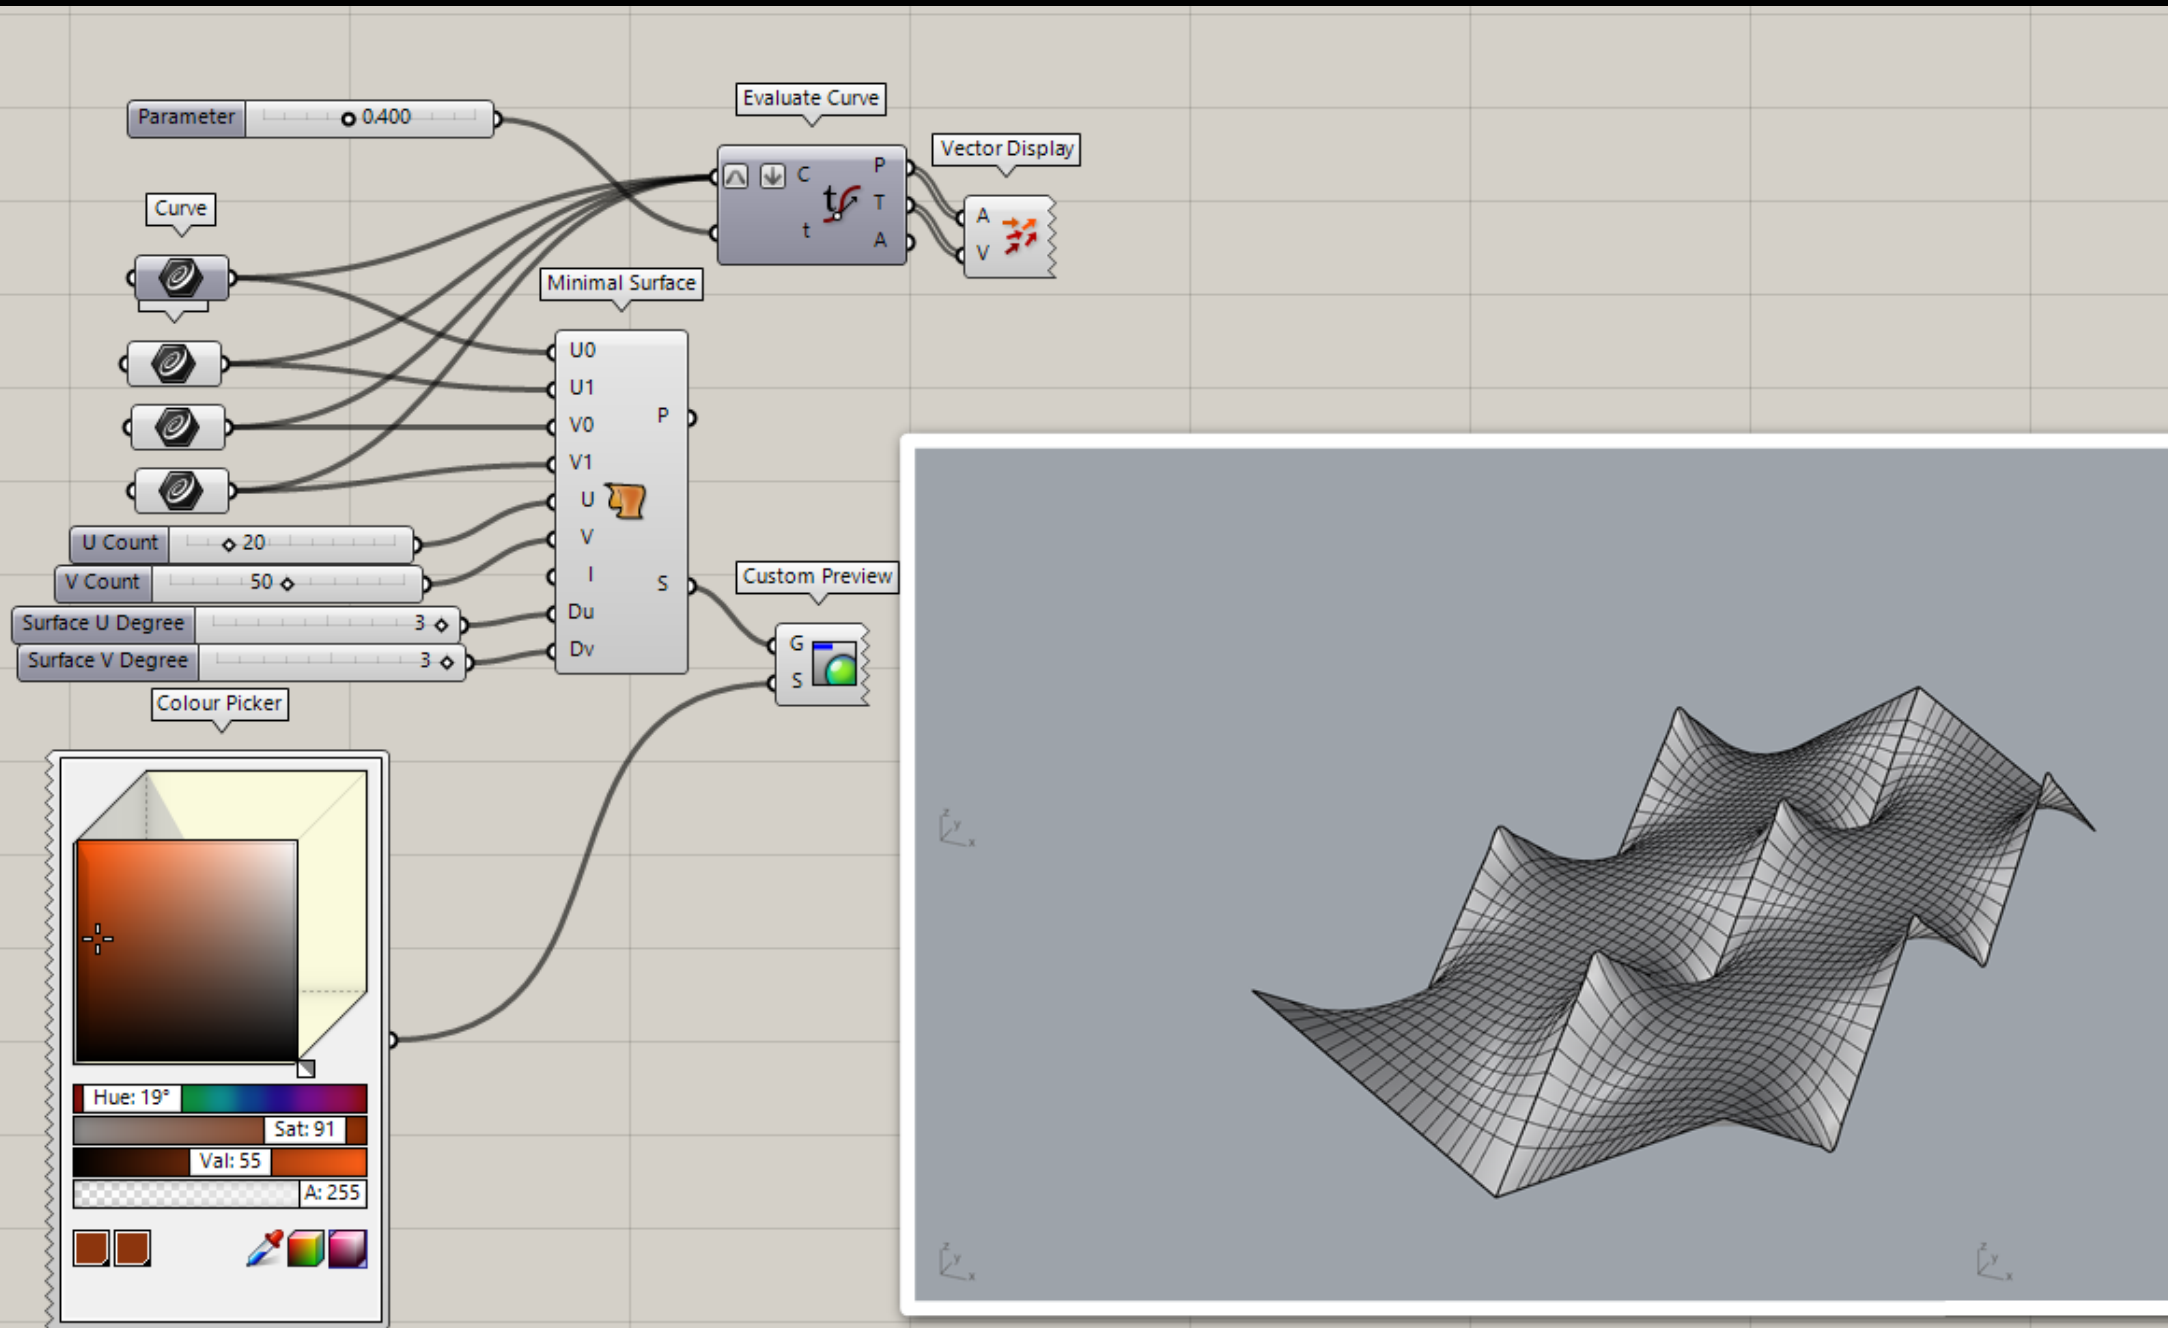 Evaluate Curve
Parameter 0.400
Vector Display
C P
T
t A
A
V
Curve
Minimal Surface
U0
U1
V0 P
V1
U
V
I S
Du
Dv
U Count 20
V Count 50
Surface U Degree 3
Surface V Degree 3
Custom Preview
G
S
Colour Picker
Hue: 19°
Sat: 91
Val: 55
A: 255
z y x
z y x
z y x